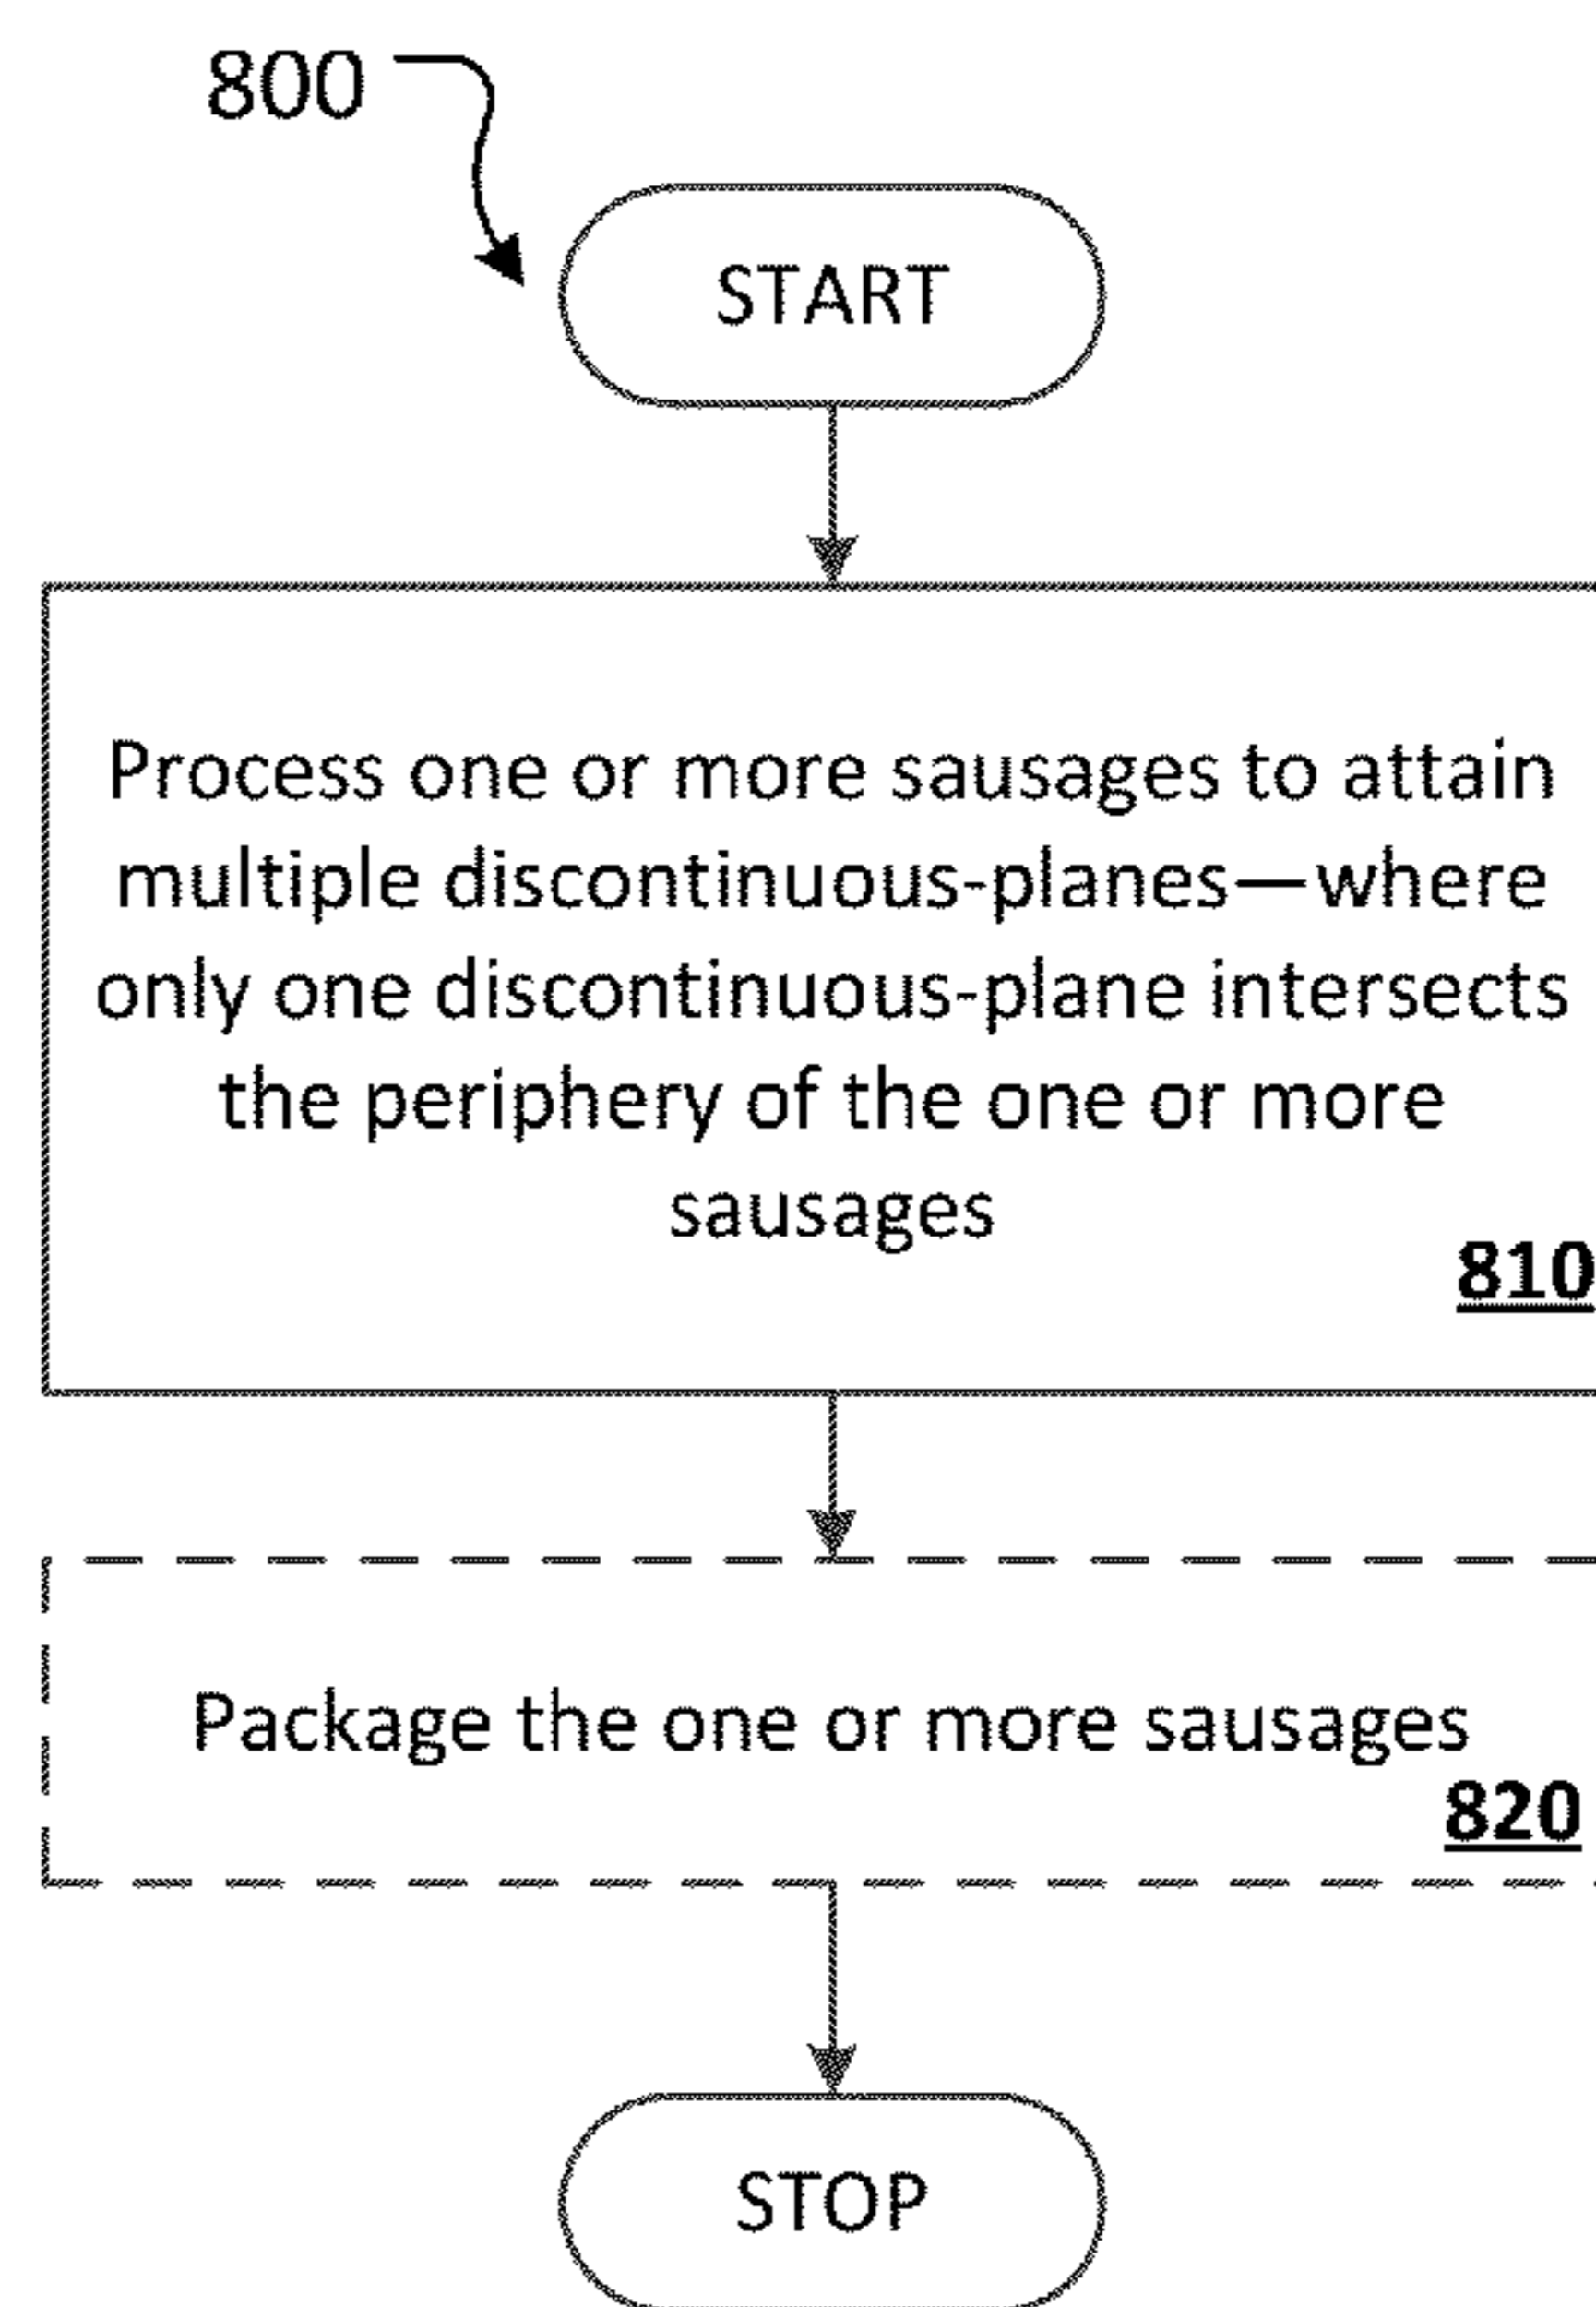 800
START
Process one or more sausages to attain
multiple discontinuous-planes—where
only one discontinuous-plane intersects
the periphery of the one or more
sausages
810
Package the one or more sausages
820
STOP